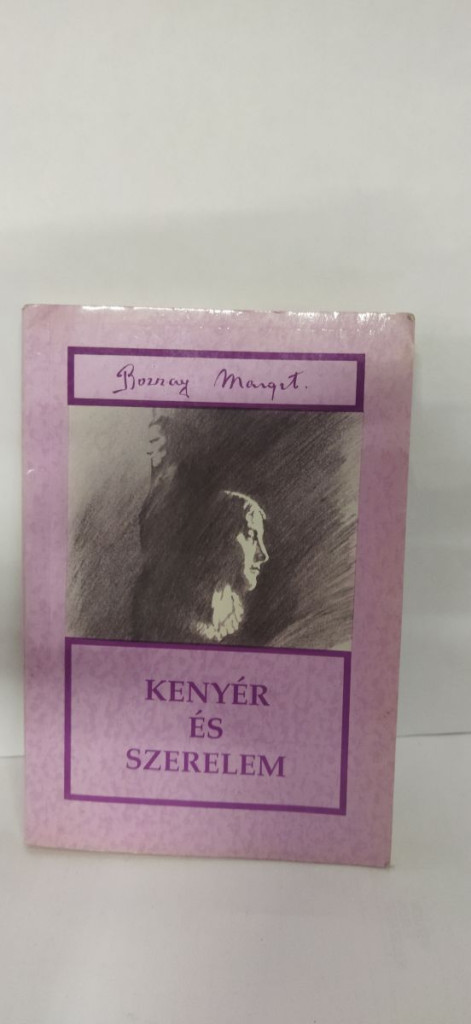 Bozzay Margit.
KENYÉR
ÉS
SZERELEM